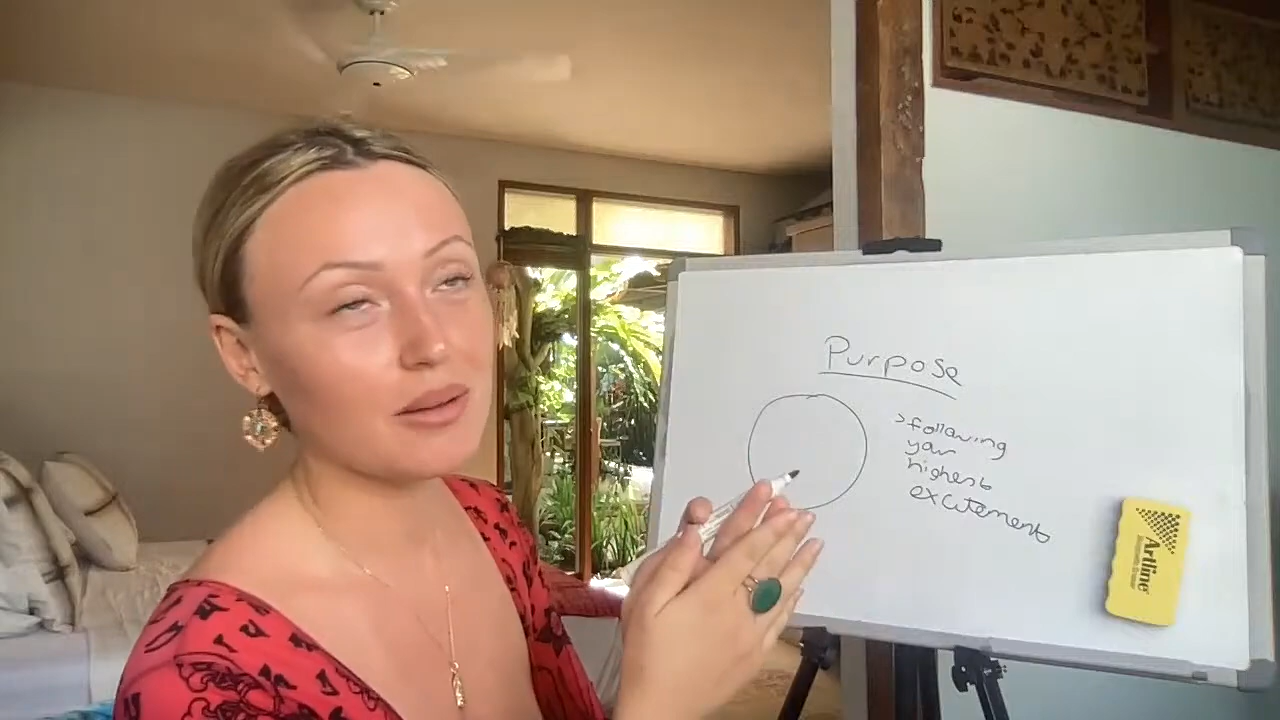 Purpose
>following
your
highest
excitement
Artline